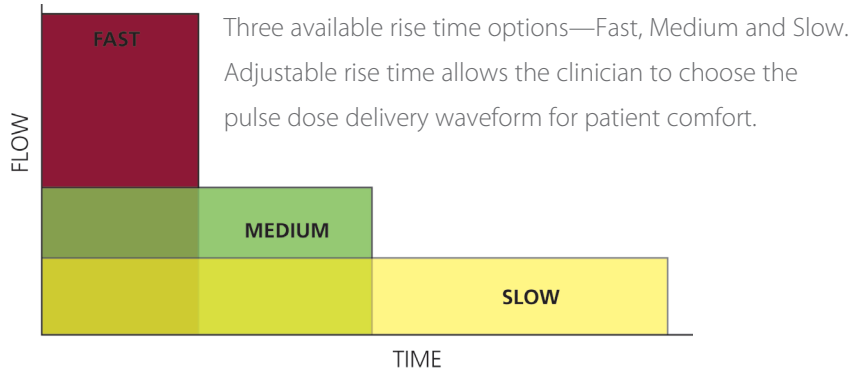 FAST
Three available rise time options—Fast, Medium and Slow.
Adjustable rise time allows the clinician to choose the
pulse dose delivery waveform for patient comfort.
FLOW
MEDIUM
SLOW
TIME